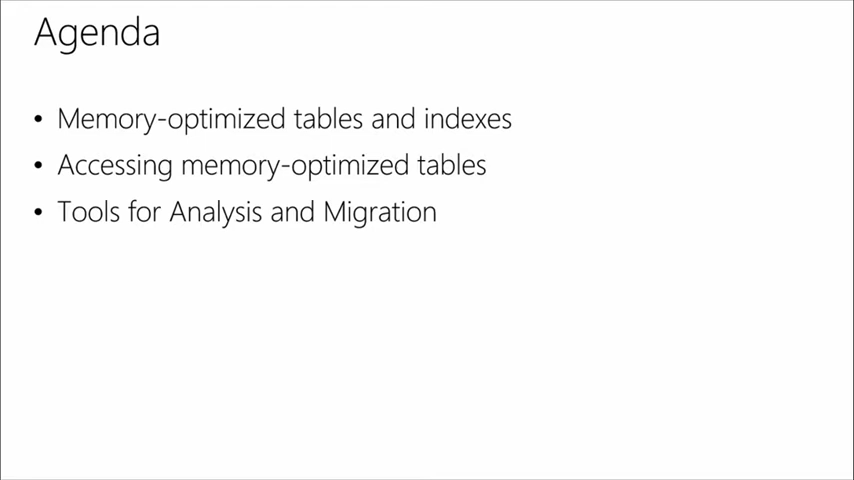 Agenda
• Memory-optimized tables and indexes
• Accessing memory-optimized tables
• Tools for Analysis and Migration